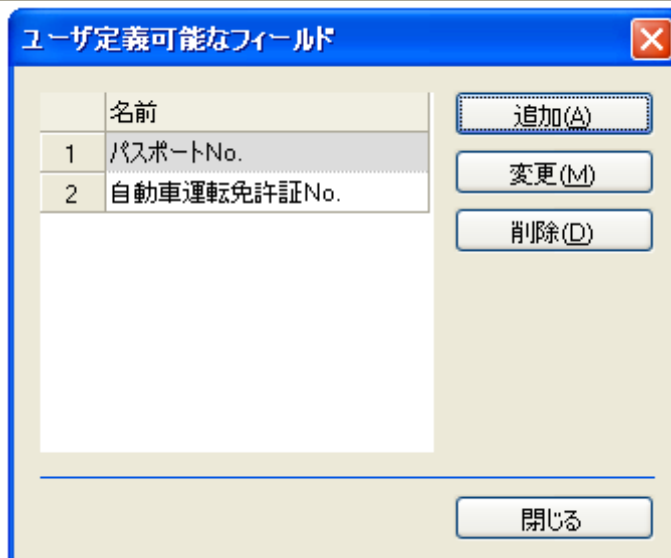 ユーザ定義可能なフィールド
名前
1 パスポートNo.
2 自動車運転免許証No.
追加(A)
変更(M)
削除(D)
閉じる